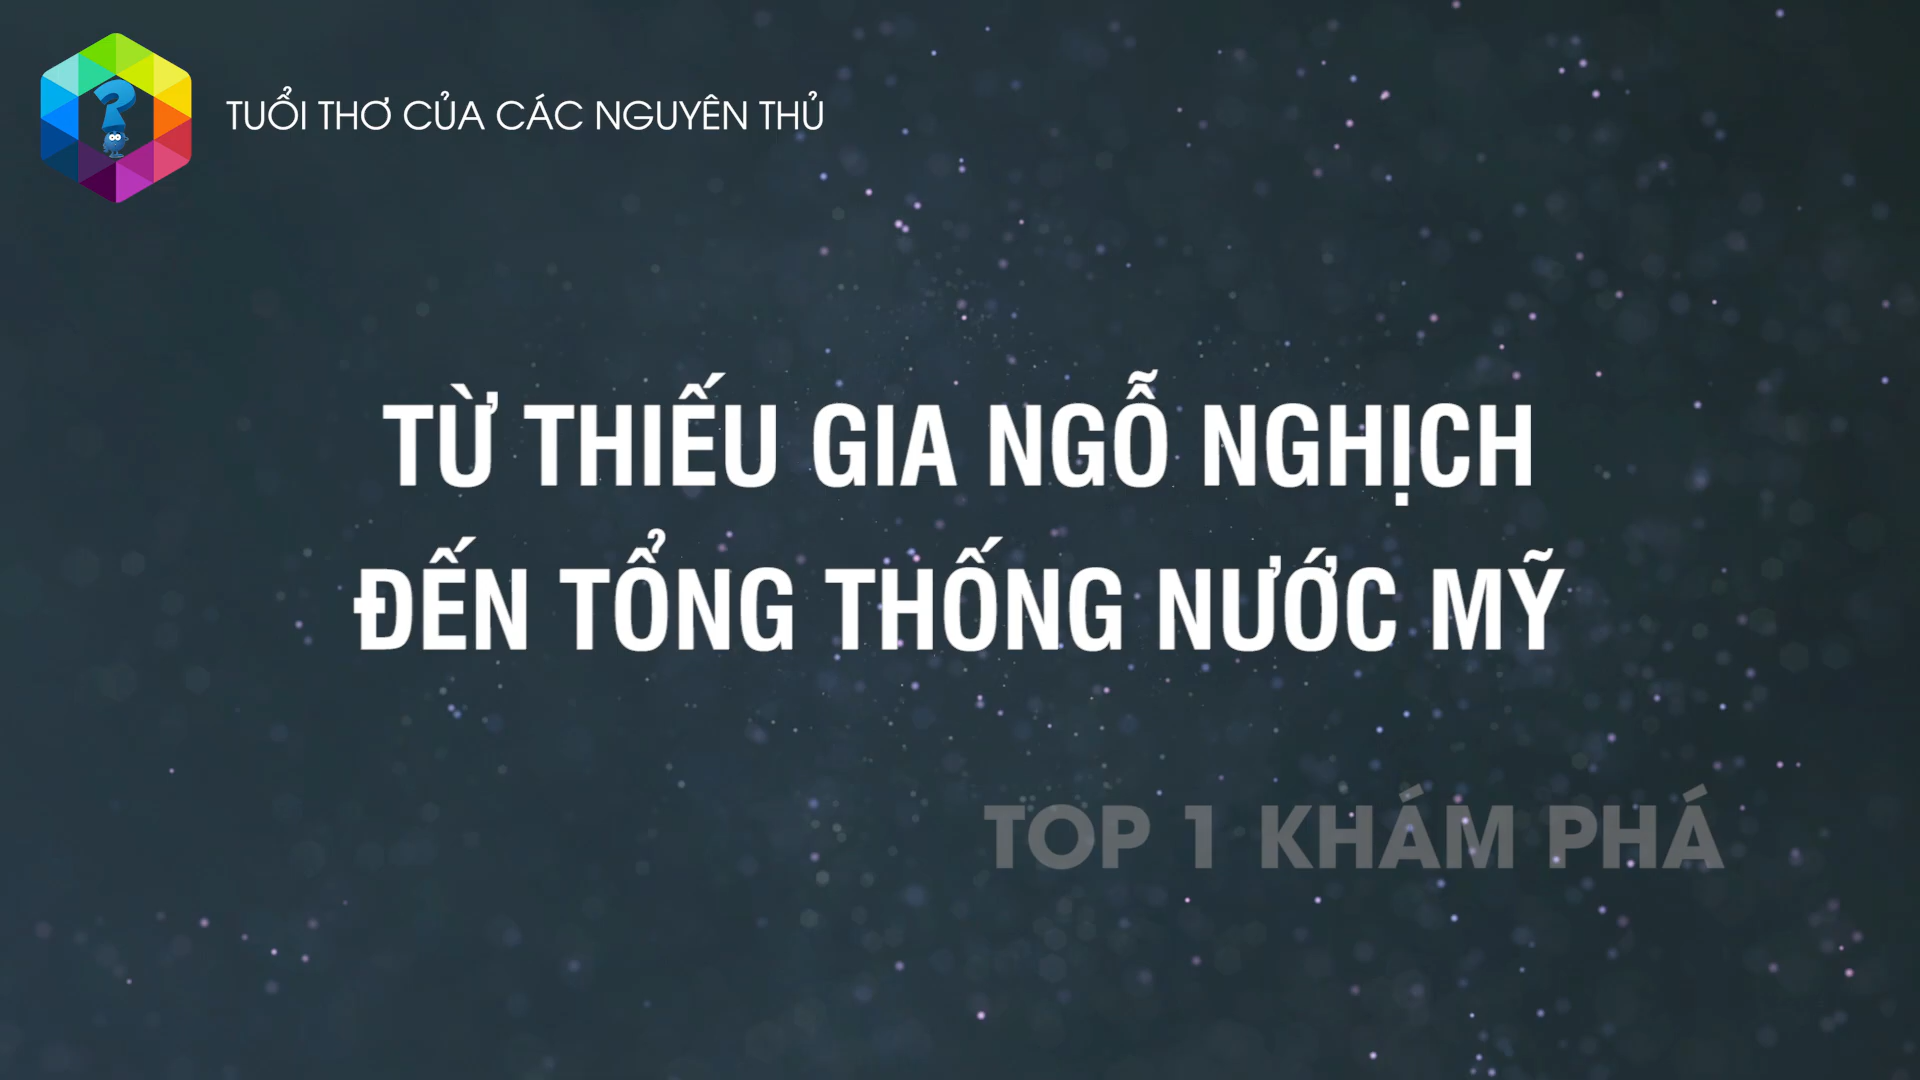 TUỔI THƠ CỦA CÁC NGUYÊN THỦ
TỪ THIẾU GIA NGỖ NGHỊCH
ĐẾN TỔNG THỐNG NƯỚC MỸ
TOP 1 KHÁM PHÁ